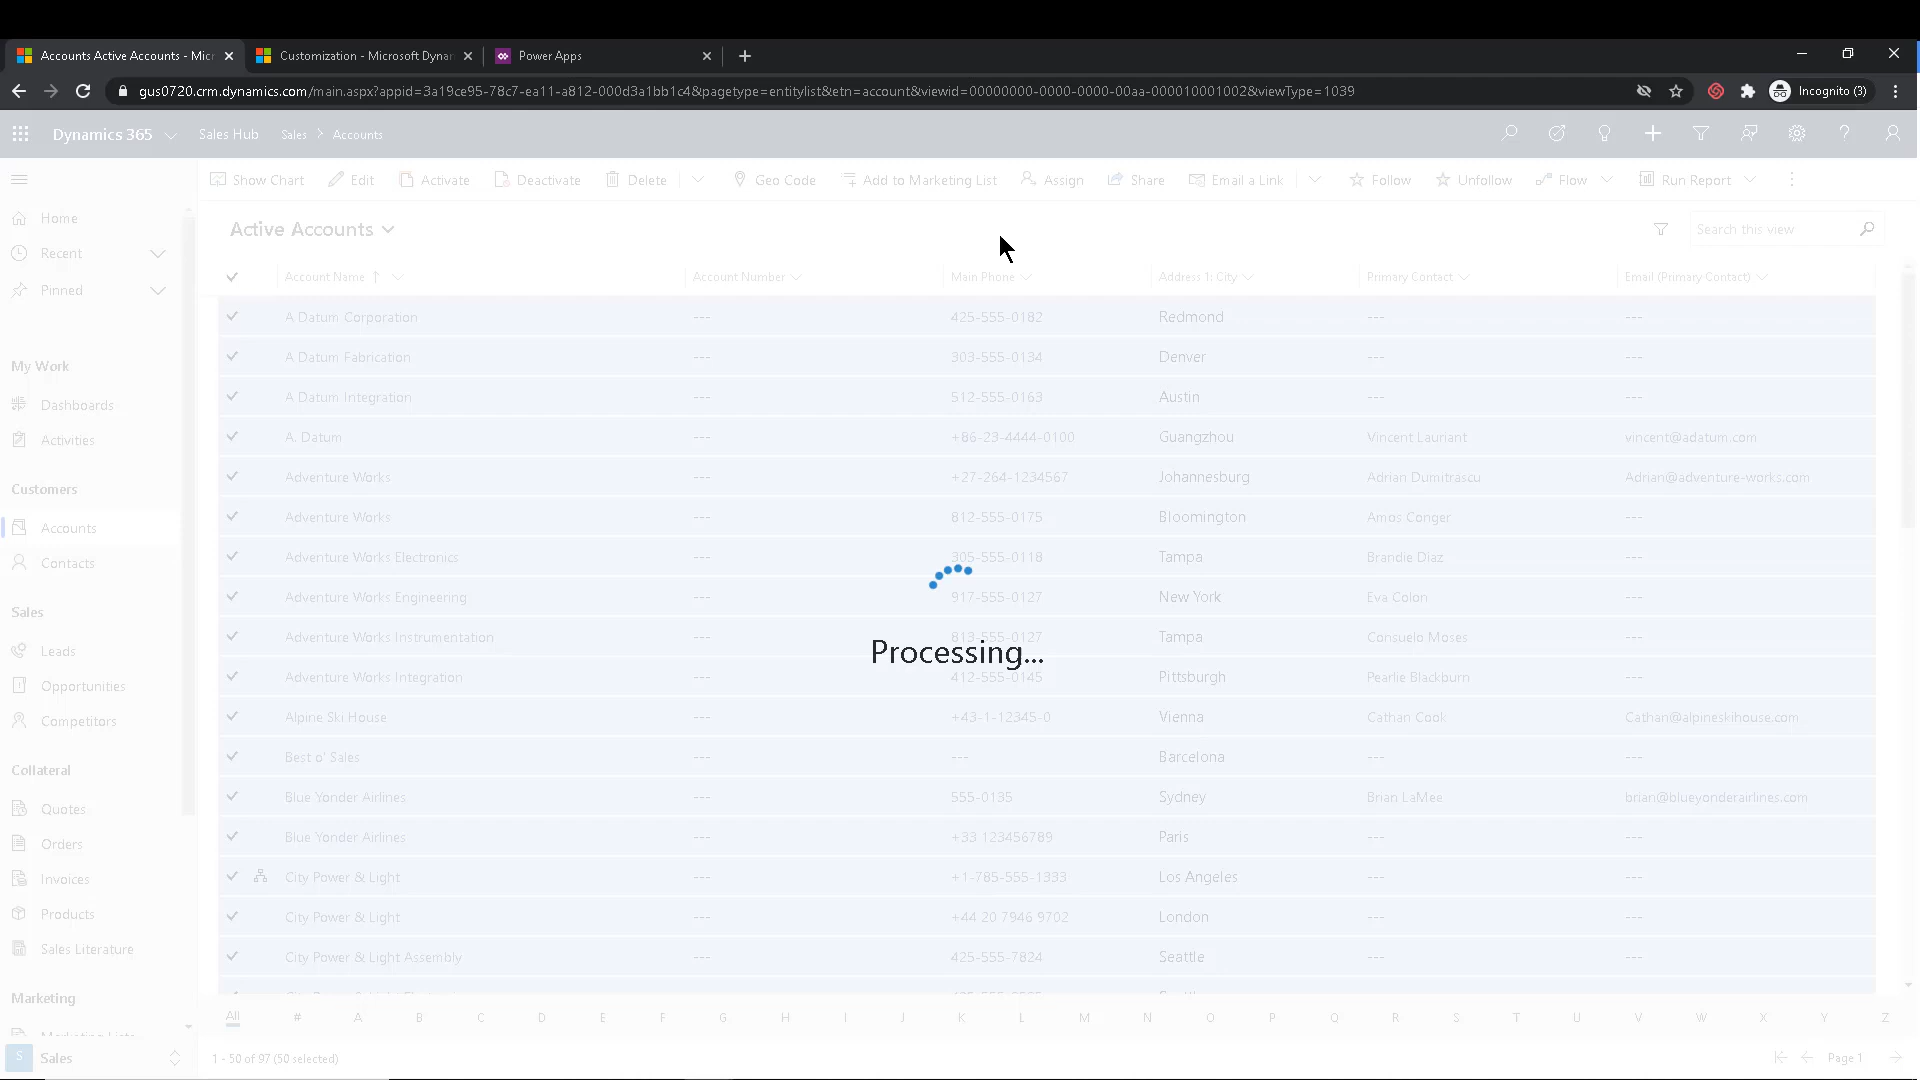 Accounts Active Accounts - Micr
Customization - Microsoft Dynar
Power Apps
gus0720.crm.dynamics.com/main.aspx?appid=3a19ce95-78c7-ea11-a812-000d3a1bb1c4&pagetype=entitylist&etn=account&viewid=00000000-0000-0000-00aa-000010001002&viewType=1039
Incognito (3)
Dynamics 365 Sales Hub Sales > Accounts
Show Chart Edit Activate Deactivate Delete Geo Code Add to Marketing List Assign Share Email a Link Follow Unfollow Flow Run Report
Home
Recent
Pinned
My Work
Dashboards
Activities
Customers
Accounts
Contacts
Sales
Leads
Opportunities
Competitors
Collateral
Quotes
Orders
Invoices
Products
Sales Literature
Marketing
S Sales
Active Accounts
Search this view
Account Name Account Number Main Phone Address 1: City Primary Contact Email (Primary Contact)
A Datum Corporation --- 425-555-0182 Redmond --- ---
A Datum Fabrication --- 303-555-0134 Denver --- ---
A Datum Integration --- 512-555-0163 Austin --- ---
A. Datum --- +86-23-4444-0100 Guangzhou Vincent Lauriant vincent@adatum.com
Adventure Works --- +27-264-1234567 Johannesburg Adrian Dumitrascu Adrian@adventure-works.com
Adventure Works --- 812-555-0175 Bloomington Amos Conger ---
Adventure Works Electronics --- 305-555-0118 Tampa Brandie Diaz ---
Adventure Works Engineering --- 917-555-0127 New York Eva Colon ---
Adventure Works Instrumentation --- 813-555-0127 Tampa Consuelo Moses ---
Processing...
Adventure Works Integration --- 412-555-0145 Pittsburgh Pearlie Blackburn ---
Alpine Ski House --- +43-1-12345-0 Vienna Cathan Cook Cathan@alpineskihouse.com
Best o' Sales --- --- Barcelona --- ---
Blue Yonder Airlines --- 555-0135 Sydney Brian LaMee brian@blueyonderairlines.com
Blue Yonder Airlines --- +33 123456789 Paris --- ---
City Power & Light --- +1-785-555-1333 Los Angeles --- ---
City Power & Light --- +44 20 7946 9702 London --- ---
City Power & Light Assembly --- 425-555-7824 Seattle --- ---
All # A B C D E F G H I J K L M N O P Q R S T U V W X Y Z
1 - 50 of 97 (50 selected)
Page 1